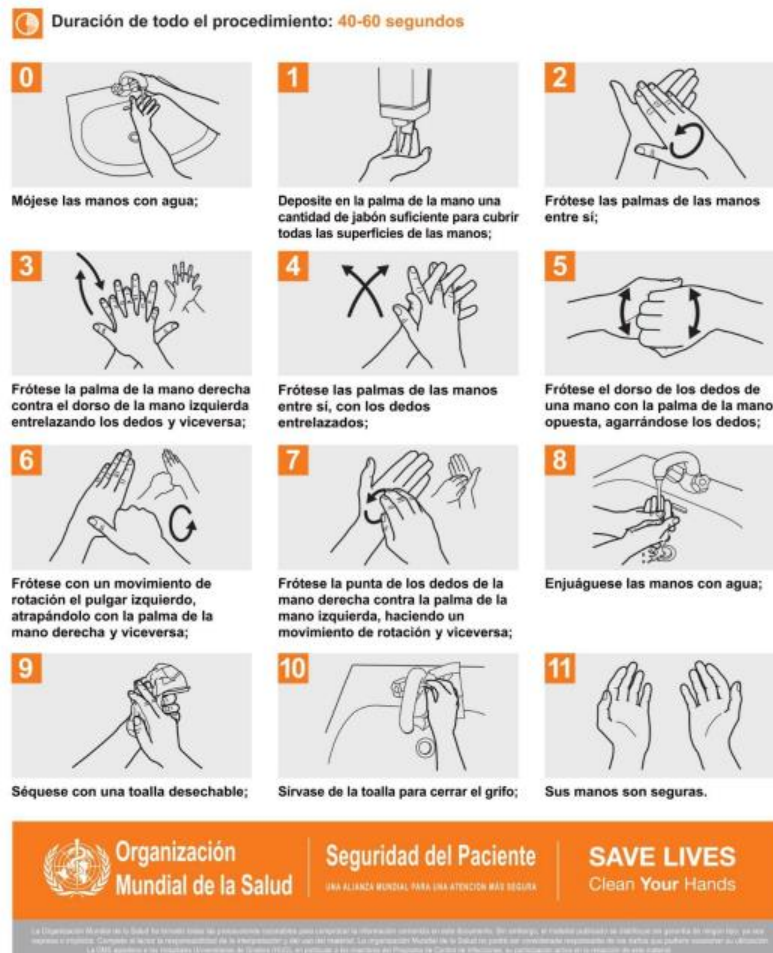 Duración de todo el procedimiento: 40-60 segundos
0
Mójese las manos con agua;
1
Deposite en la palma de la mano una
cantidad de jabón suficiente para cubrir
todas las superficies de las manos;
2
Frótese las palmas de las manos
entre sí;
3
Frótese la palma de la mano derecha
contra el dorso de la mano izquierda
entrelazando los dedos y viceversa;
4
Frótese las palmas de las manos
entre sí, con los dedos
entrelazados;
5
Frótese el dorso de los dedos de
una mano con la palma de la mano
opuesta, agarrándose los dedos;
6
Frótese con un movimiento de
rotación el pulgar izquierdo,
atrapándolo con la palma de la
mano derecha y viceversa;
7
Frótese la punta de los dedos de la
mano derecha contra la palma de la
mano izquierda, haciendo un
movimiento de rotación y viceversa;
8
Enjuáguese las manos con agua;
9
Séquese con una toalla desechable;
10
Sírvase de la toalla para cerrar el grifo;
11
Sus manos son seguras.
Organización
Mundial de la Salud
Seguridad del Paciente
UNA ALIANZA MUNDIAL PARA UNA ATENCION MÁS SEGURA
SAVE LIVES
Clean Your Hands